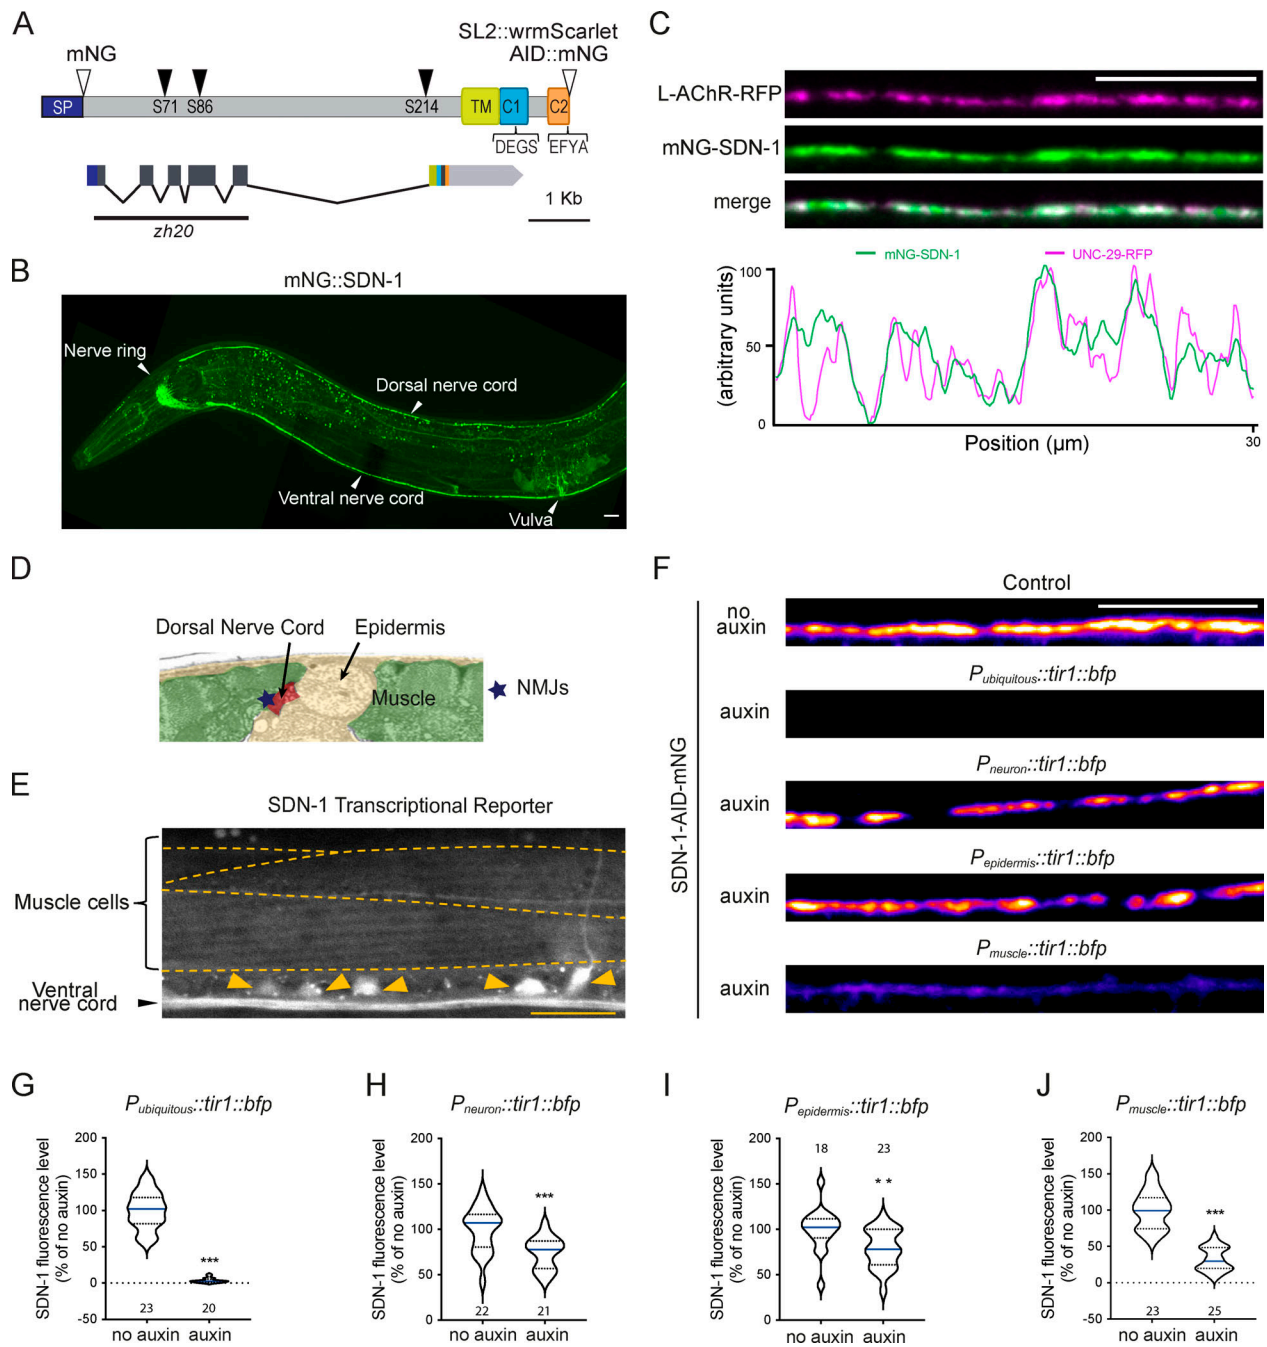 A
mNG
SL2::wrmScarlet
AID::mNG
SP
S71
S86
S214
TM
C1
C2
DEGS
EFYA
1 Kb
zh20
B
mNG::SDN-1
Nerve ring
Dorsal nerve cord
Ventral nerve cord
Vulva
C
L-AChR-RFP
mNG-SDN-1
merge
mNG-SDN-1
UNC-29-RFP
(arbitrary units)
100
50
0
Position (µm)
30
D
Dorsal Nerve Cord
Epidermis
Muscle
NMJs
E
SDN-1 Transcriptional Reporter
Muscle cells
Ventral
nerve cord
F
Control
SDN-1-AID-mNG
no
auxin
Pubiquitous::tir1::bfp
auxin
Pneuron::tir1::bfp
auxin
Pepidermis::tir1::bfp
auxin
Pmuscle::tir1::bfp
auxin
G
Pubiquitous::tir1::bfp
SDN-1 fluorescence level
(% of no auxin)
200
150
100
50
0
-50
***
23
20
no auxin
auxin
H
Pneuron::tir1::bfp
SDN-1 fluorescence level
(% of no auxin)
200
150
100
50
0
***
22
21
no auxin
auxin
I
Pepidermis::tir1::bfp
SDN-1 fluorescence level
(% of no auxin)
200
150
100
50
0
18
23
**
no auxin
auxin
J
Pmuscle::tir1::bfp
SDN-1 fluorescence level
(% of no auxin)
200
150
100
50
0
-50
***
23
25
no auxin
auxin